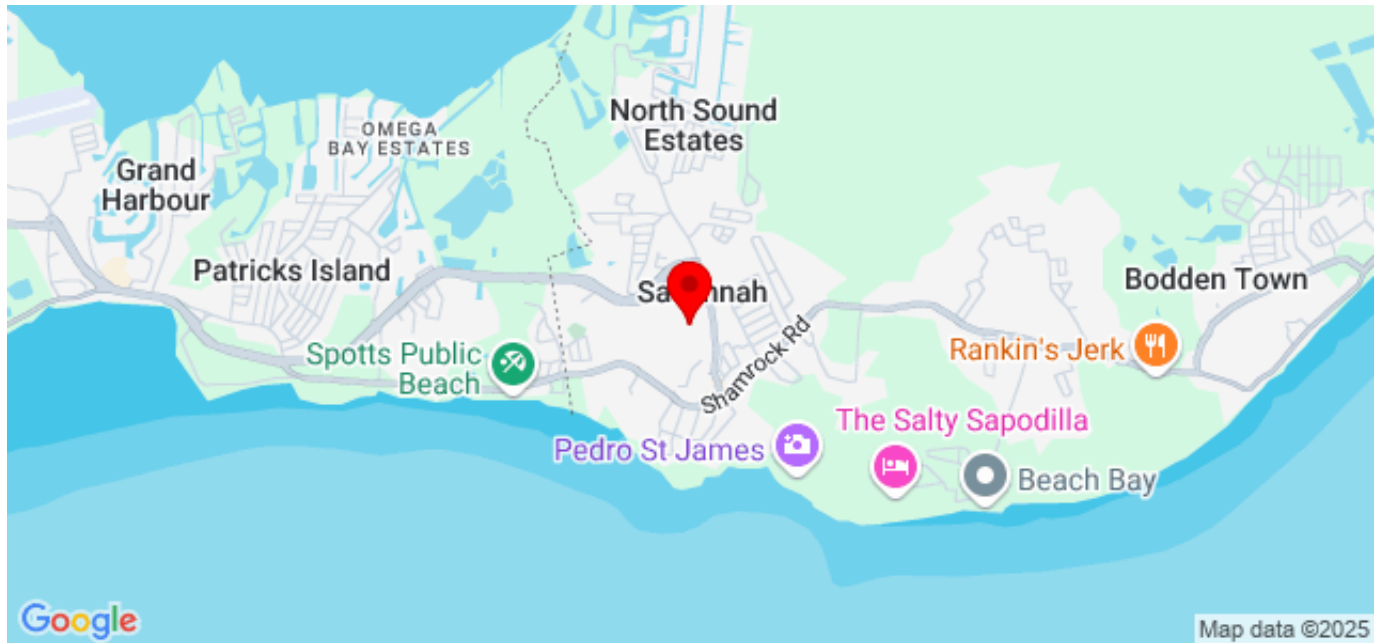 North Sound
Estates
OMEGA
BAY ESTATES
Grand
Harbour
Patricks Island
Savannah
Bodden Town
Spotts Public
Beach
Shamrock Rd
Rankin's Jerk
The Salty Sapodilla
Pedro St James
Beach Bay
Google
Map data ©2025